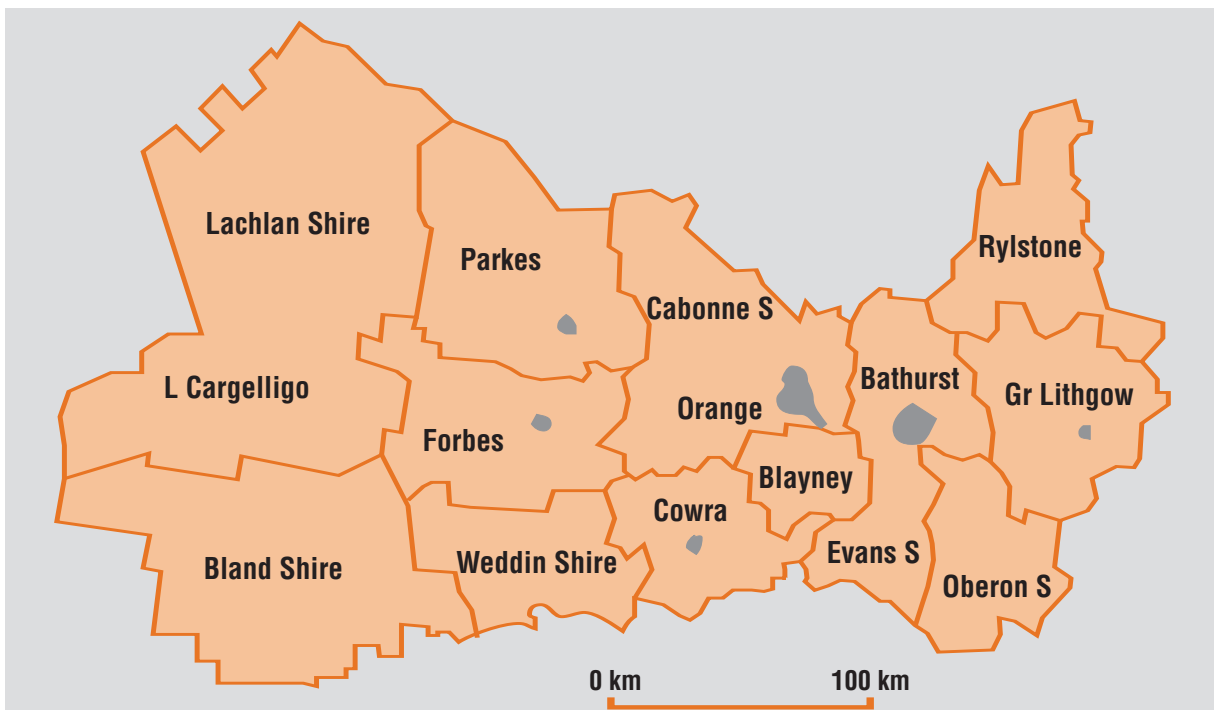 Lachlan Shire
Parkes
Rylstone
Cabonne S
L Cargelligo
Bathurst
Gr Lithgow
Orange
Forbes
Blayney
Cowra
Bland Shire
Weddin Shire
Evans S
Oberon S
0 km
100 km